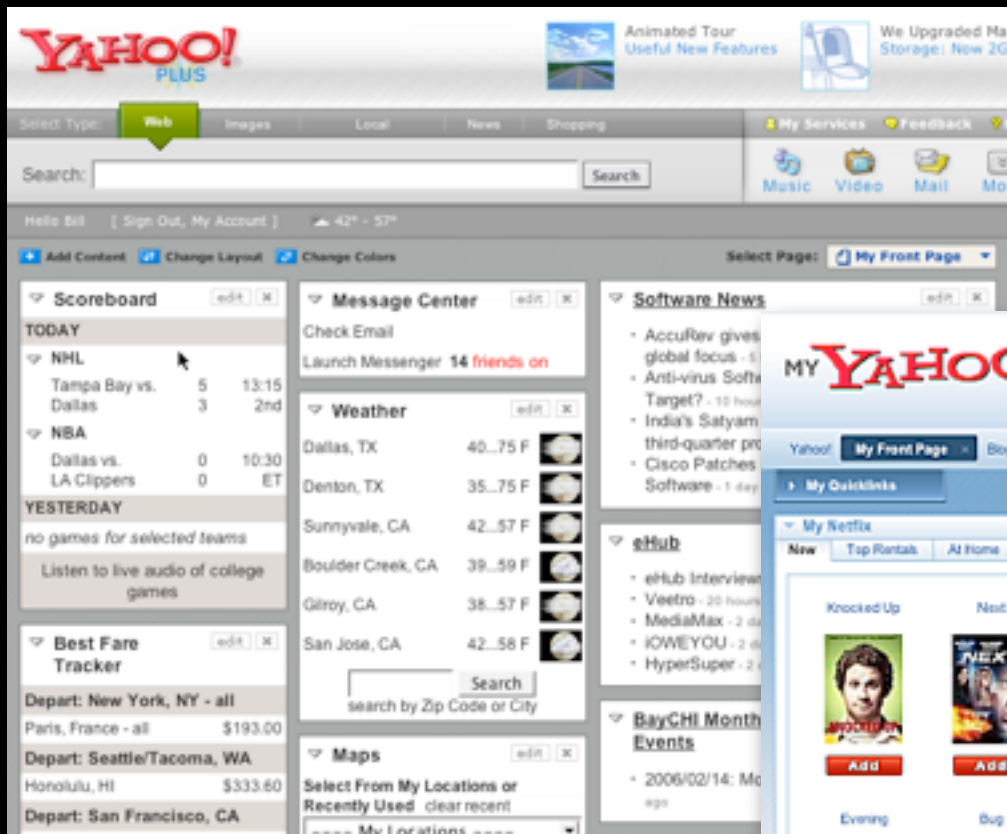 YAHOO!
PLUS
Animated Tour
Useful New Features
We Upgraded
Storage: Now
Select Type:
Web
Images
Local
News
Shopping
My Services
Feedback
Search:
Search
Music
Video
Mail
Hello Bill
[ Sign Out, My Account ]
42° - 57°
Add Content
Change Layout
Change Colors
Select Page:
My Front Page
Scoreboard
edit
TODAY
NHL
Tampa Bay vs. 5 13:15
Dallas 3 2nd
NBA
Dallas vs. 0 10:30
LA Clippers 0 ET
YESTERDAY
no games for selected teams
Listen to live audio of college
games
Best Fare
Tracker
edit
Depart: New York, NY - all
Paris, France - all $193.00
Depart: Seattle/Tacoma, WA
Honolulu, HI $333.60
Depart: San Francisco, CA
Message Center
edit
Check Email
Launch Messenger 14 friends on
Weather
edit
Dallas, TX 40...75 F
Denton, TX 35...75 F
Sunnyvale, CA 42...57 F
Boulder Creek, CA 39...59 F
Gilroy, CA 38...57 F
San Jose, CA 42...58 F
Search
search by Zip Code or City
Maps
edit
Select From My Locations or
Recently Used clear recent
---- My Locations ----
Software News
edit
AccuRev gives
global focus - 5
Anti-virus
Target? - 10
India's Satyam
third-quarter
Cisco Patches
Software - 1 day
eHub
eHub
Veetro - 20 hours
MediaMax - 2
iOWEYOU - 2
HyperSuper - 2
BayCHI Month
Events
2006/02/14:
ago
MY YAHOO
Yahoo!
My Front Page
My Quicklinks
My Netflix
New
Top Rentals
At Home
Knocked Up
KNOCKED UP
NEX
Add
Add
Evening